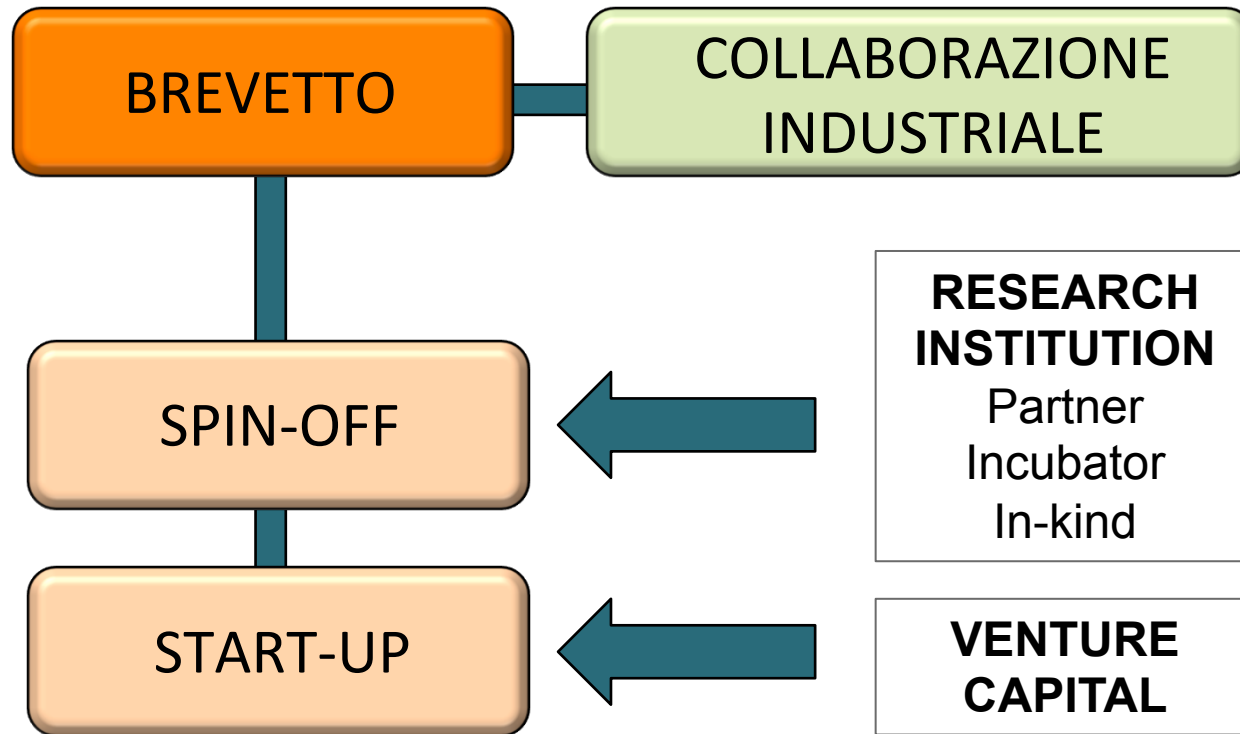 BREVETTO
COLLABORAZIONE
INDUSTRIALE
RESEARCH
INSTITUTION
Partner
Incubator
In-kind
SPIN-OFF
START-UP
VENTURE
CAPITAL